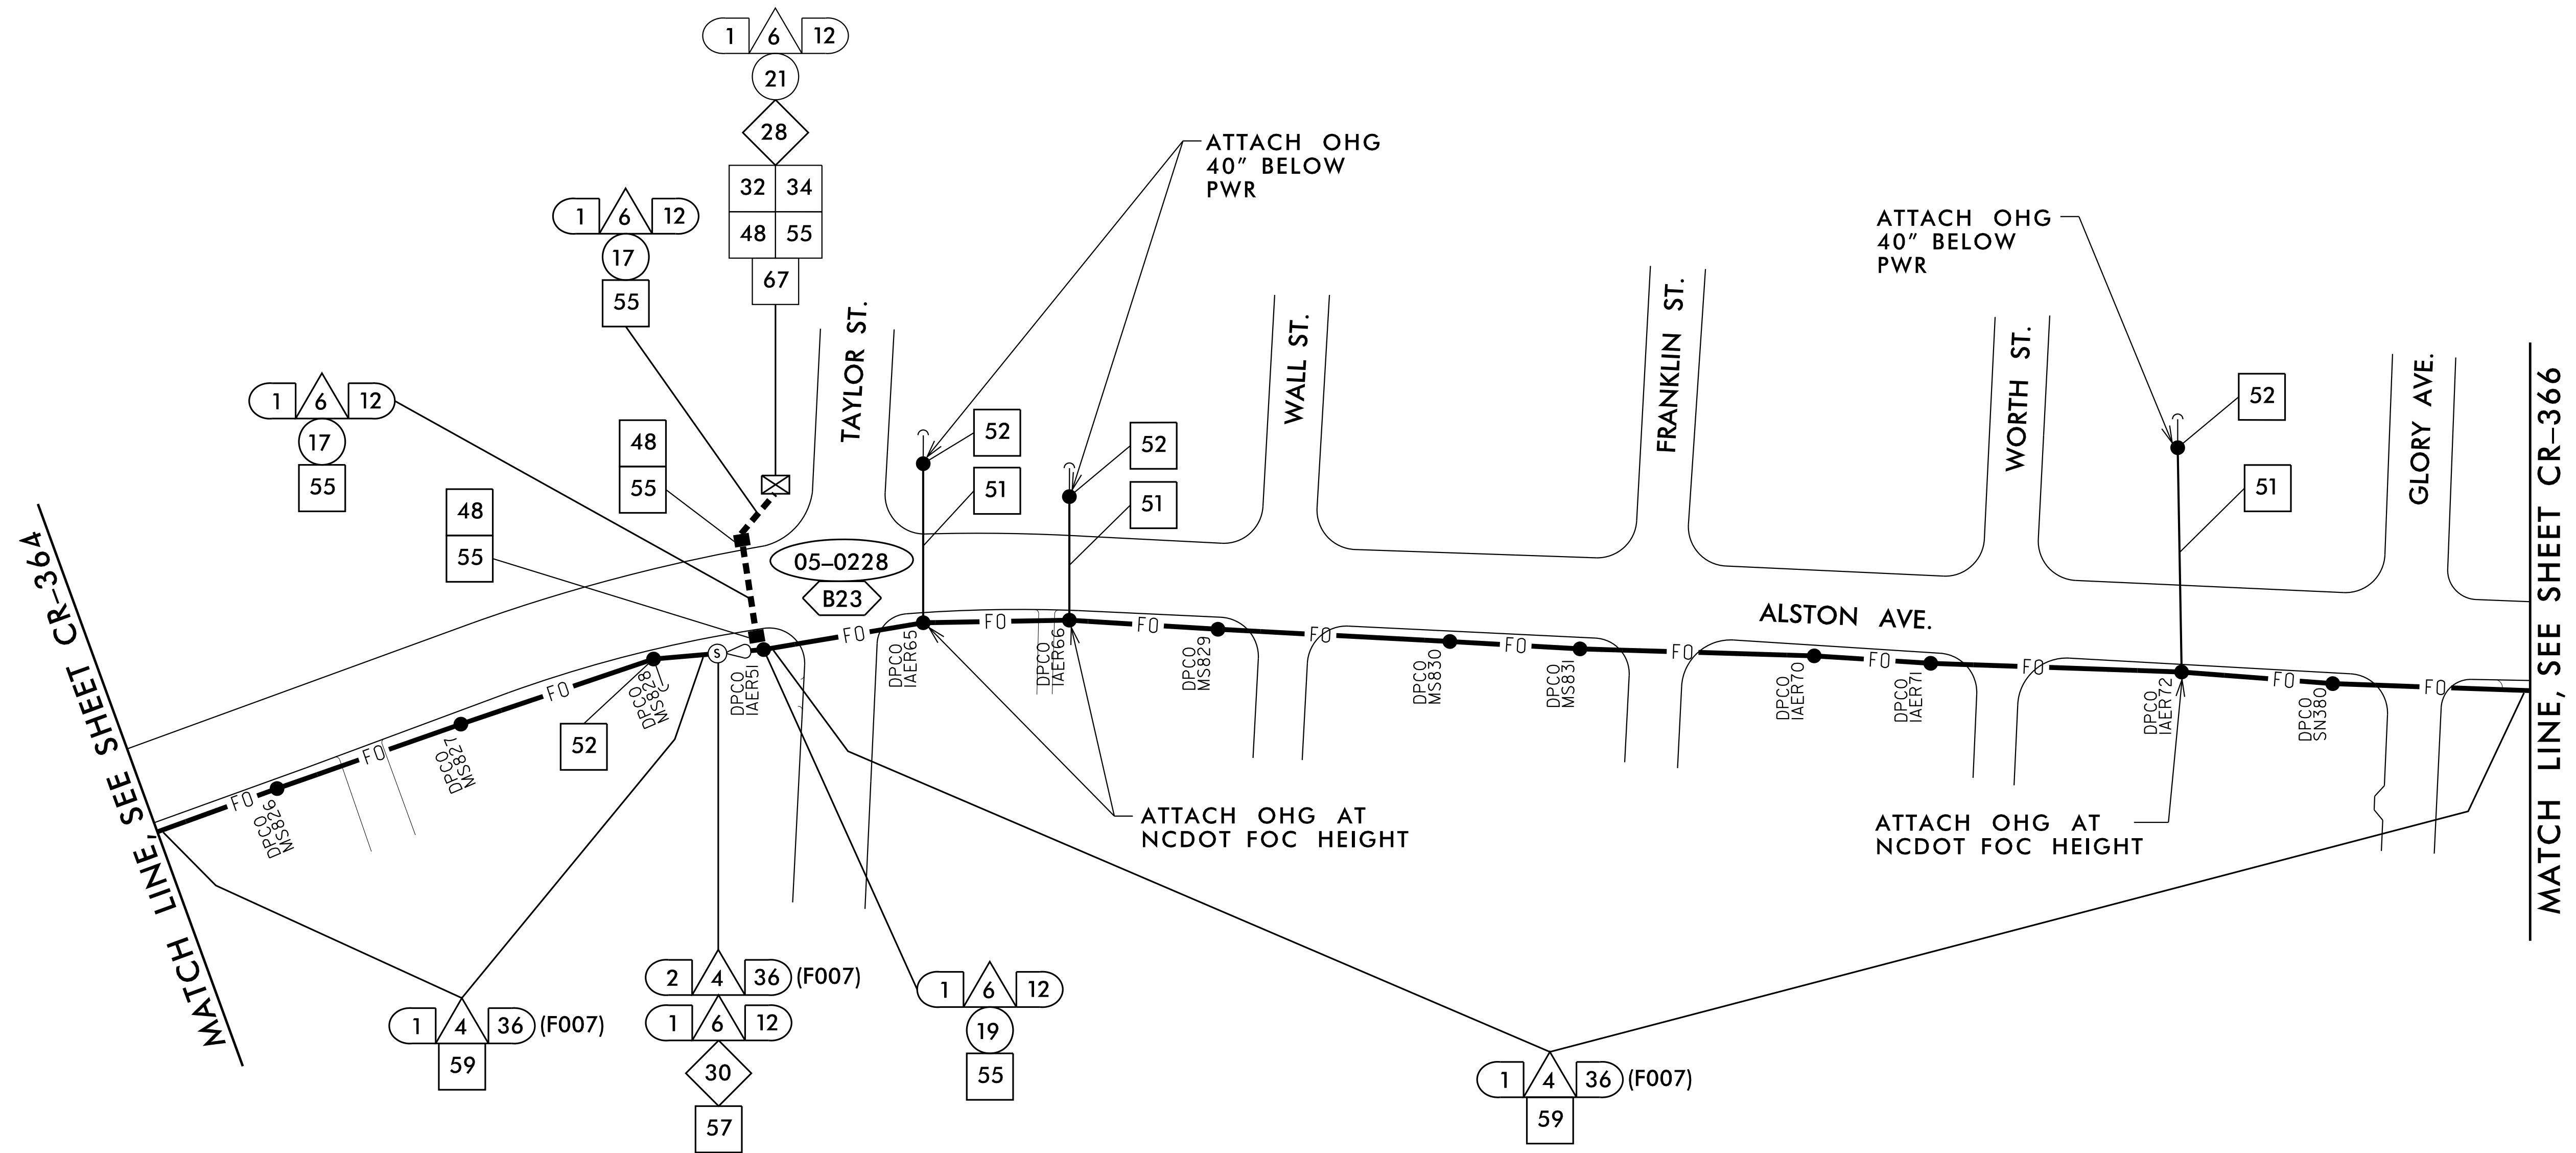 1 6 12
21
28
32 34
48 55
67
1 6 12
17
55
1 6 12
17
55
48
55
48
55
ATTACH OHG
40" BELOW
PWR
ATTACH OHG
40" BELOW
PWR
TAYLOR ST.
WALL ST.
FRANKLIN ST.
WORTH ST.
GLORY AVE.
52
51
52
51
52
51
05-0228
B23
ALSTON AVE.
MATCH LINE, SEE SHEET CR-364
MATCH LINE, SEE SHEET CR-366
FO
DPCO
MS826
FO
DPCO
MS827
FO
DPCO
MS828
52
S
DPCO
IAER51
FO
DPCO
IAER65
FO
DPCO
IAER66
FO
DPCO
MS829
FO
DPCO
MS830
FO
DPCO
MS831
FO
DPCO
IAER70
FO
DPCO
IAER71
FO
DPCO
IAER72
FO
DPCO
SN380
FO
ATTACH OHG AT
NCDOT FOC HEIGHT
ATTACH OHG AT
NCDOT FOC HEIGHT
1 4 36 (F007)
59
2 4 36 (F007)
1 6 12
30
57
1 6 12
19
55
1 4 36 (F007)
59